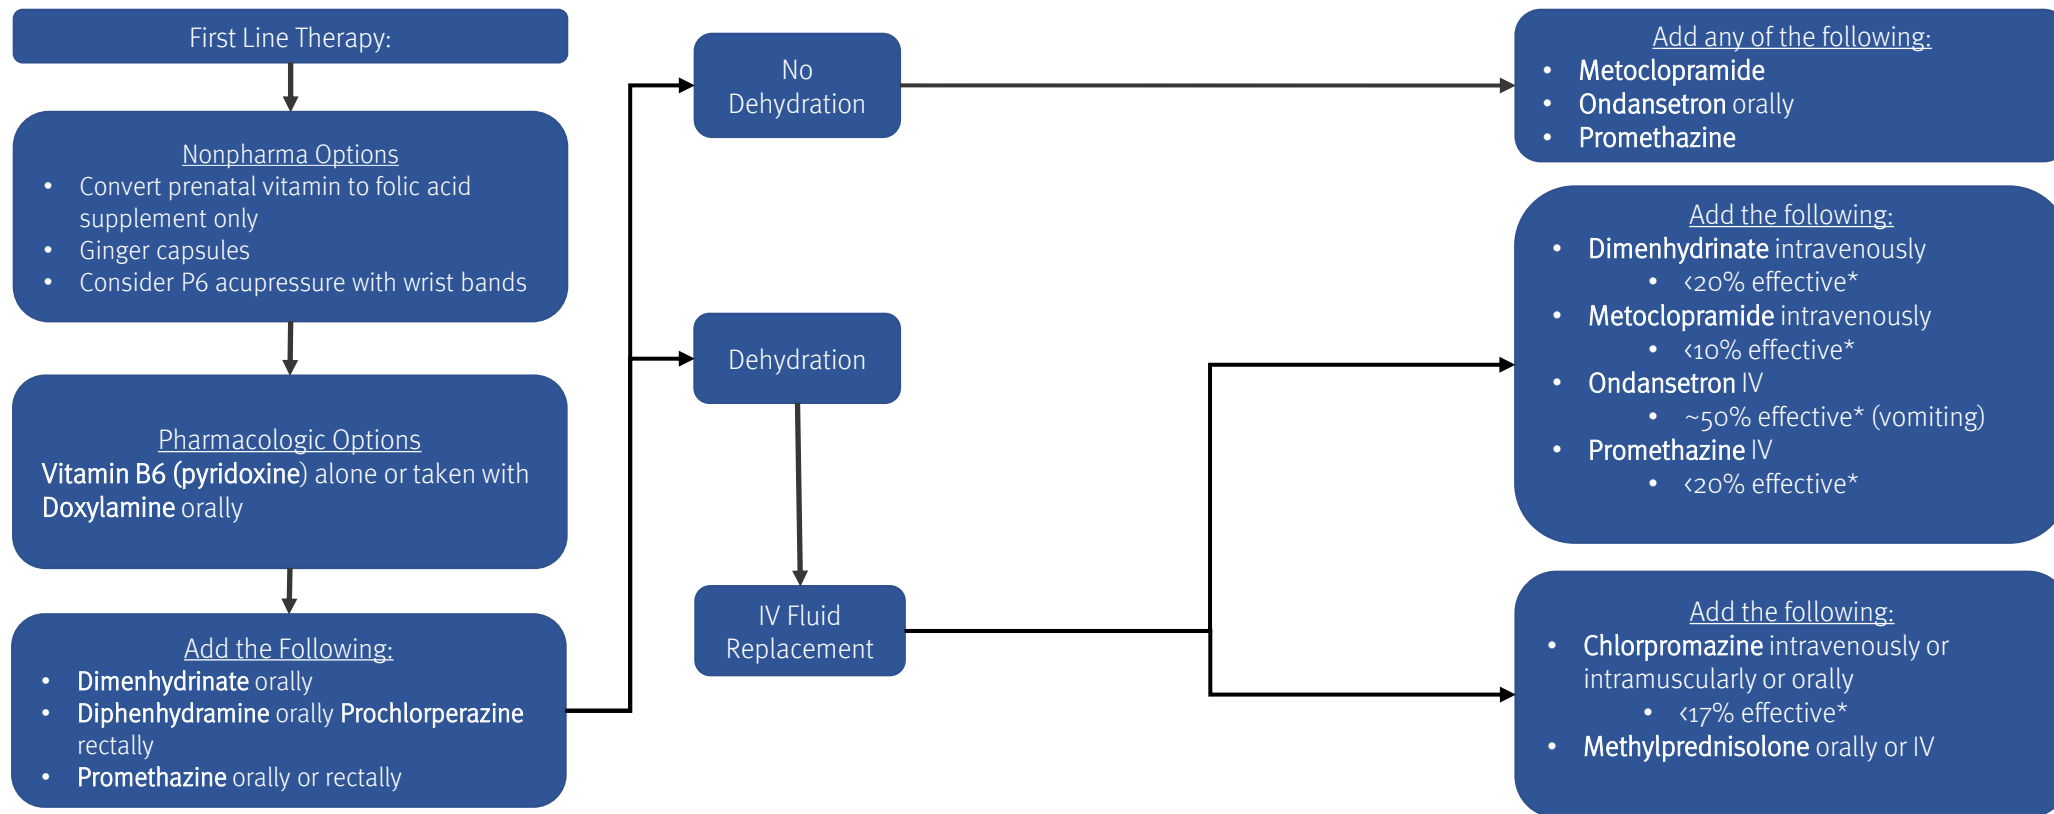 First Line Therapy:
Nonpharma Options
• Convert prenatal vitamin to folic acid
supplement only
• Ginger capsules
• Consider P6 acupressure with wrist bands
Pharmacologic Options
Vitamin B6 (pyridoxine) alone or taken with
Doxylamine orally
Add the Following:
• Dimenhydrinate orally
• Diphenhydramine orally Prochlorperazine
rectally
• Promethazine orally or rectally
No
Dehydration
Dehydration
IV Fluid
Replacement
Add any of the following:
• Metoclopramide
• Ondansetron orally
• Promethazine
Add the following:
• Dimenhydrinate intravenously
• <20% effective*
• Metoclopramide intravenously
• <10% effective*
• Ondansetron IV
• ~50% effective* (vomiting)
• Promethazine IV
• <20% effective*
Add the following:
• Chlorpromazine intravenously or
intramuscularly or orally
• <17% effective*
• Methylprednisolone orally or IV